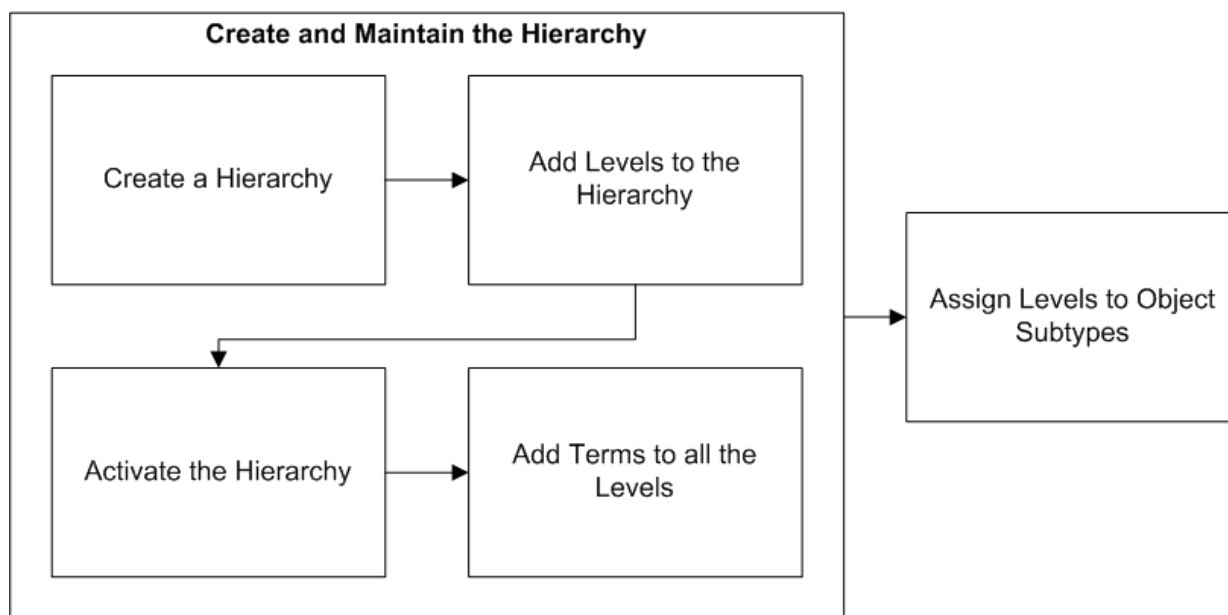 Create and Maintain the Hierarchy
Create a Hierarchy
Add Levels to the
Hierarchy
Activate the Hierarchy
Add Terms to all the
Levels
Assign Levels to Object
Subtypes